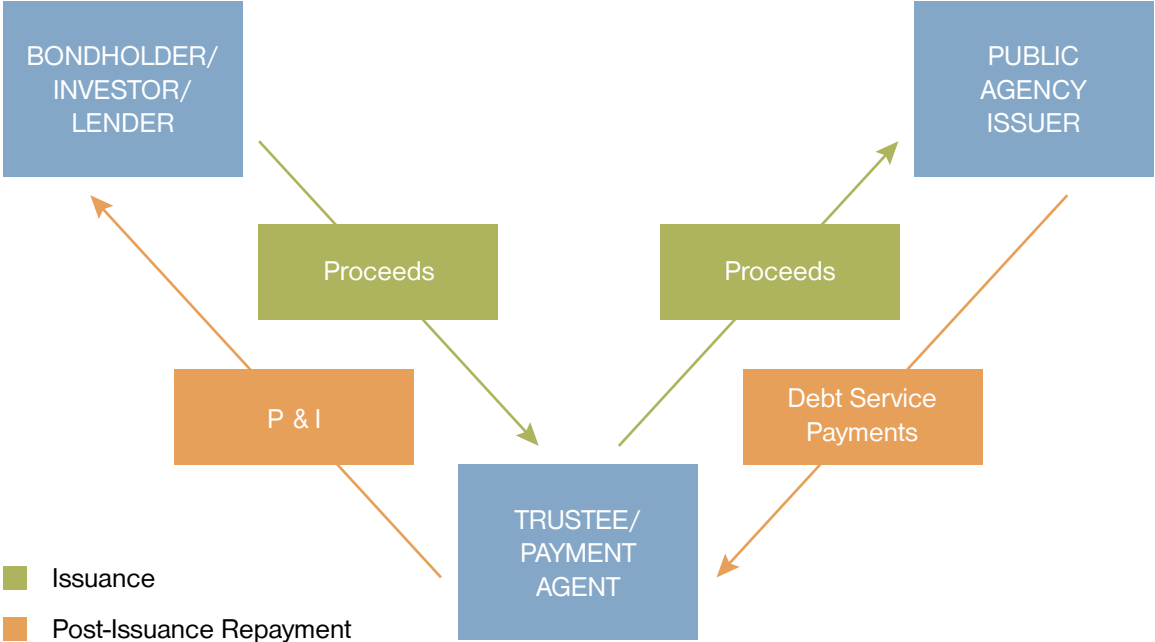 BONDHOLDER/
INVESTOR/
LENDER
PUBLIC
AGENCY
ISSUER
Proceeds
Proceeds
P & I
Debt Service
Payments
TRUSTEE/
PAYMENT
AGENT
Issuance
Post-Issuance Repayment